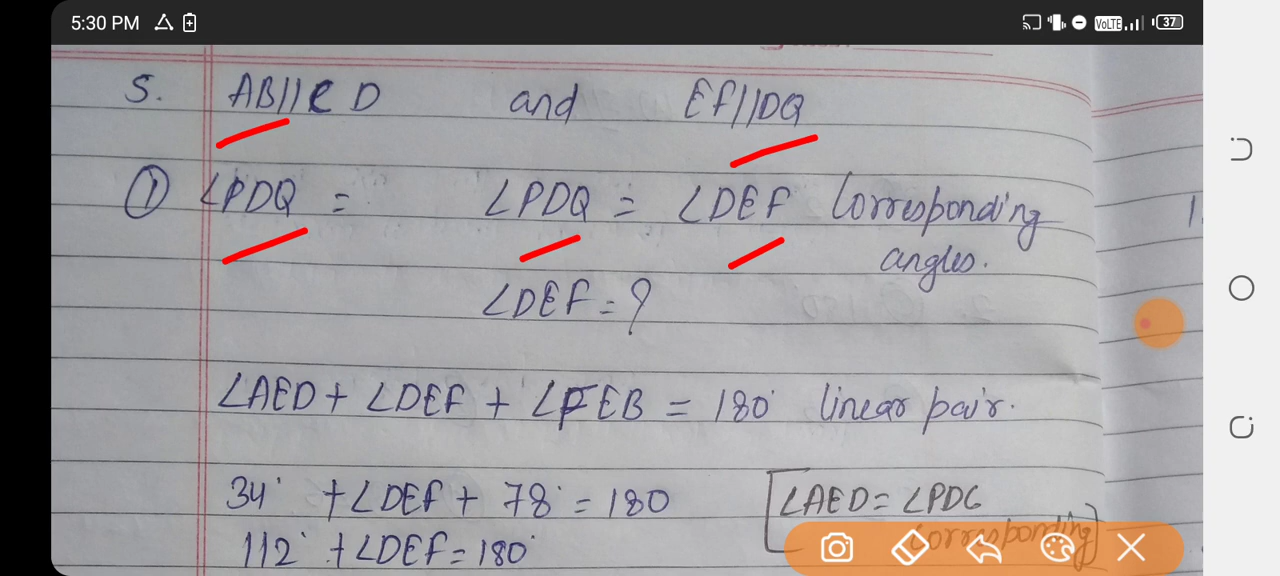 5:30 PM VoLTE 37
5. AB||CD and EF||DQ
① ∠PDQ = ∠PDQ = ∠DEF Corresponding
angles.
∠DEF = ?
∠AED + ∠DEF + ∠FEB = 180° linear pair.
34° + ∠DEF + 78° = 180 [∠AED = ∠PDC
112° + ∠DEF = 180° corresponding]